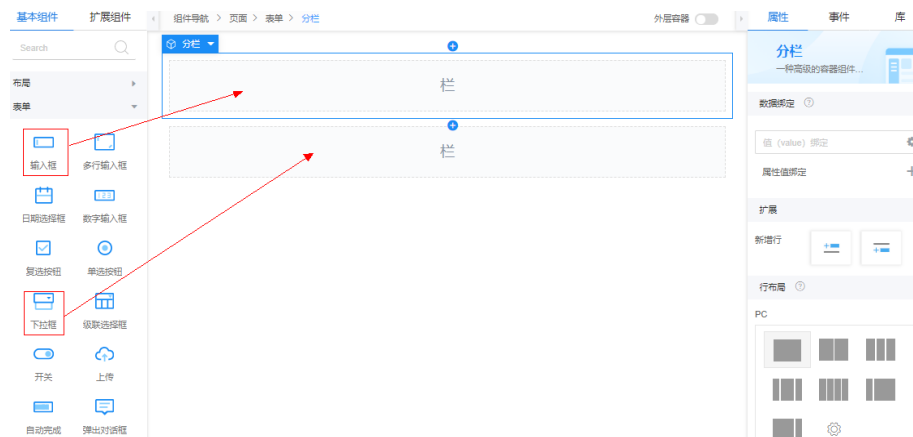 基本组件 扩展组件
组件导航 > 页面 > 表单 > 分栏
外层容器
属性 事件 库
Search
布局
表单
输入框 多行输入框
日期选择框 数字输入框
复选按钮 单选按钮
下拉框 级联选择框
开关 上传
自动完成 弹出对话框
分栏
栏
栏
分栏
一种高级的容器组件...
数据绑定
值（value）绑定
属性值绑定
扩展
新增行
行布局
PC